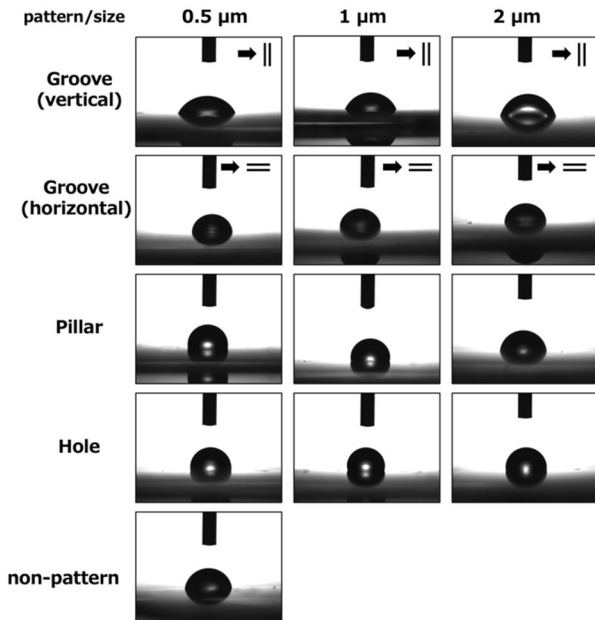 pattern/size 0.5 μm 1 μm 2 μm
Groove
(vertical)
Groove
(horizontal)
Pillar
Hole
non-pattern